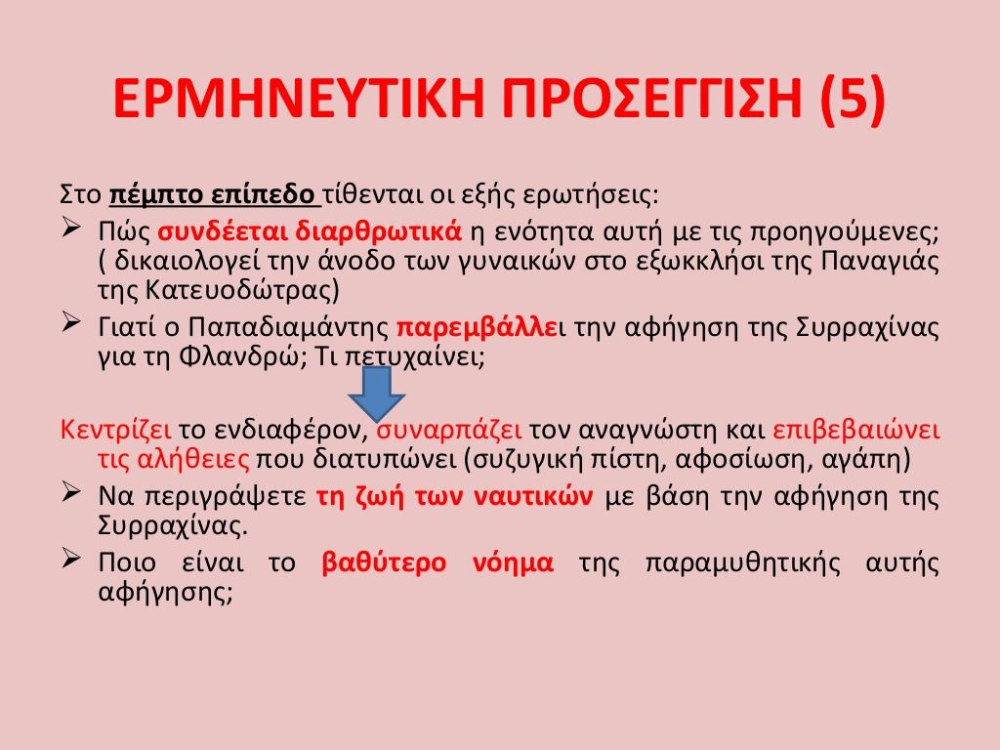 ΕΡΜΗΝΕΥΤΙΚΗ ΠΡΟΣΕΓΓΙΣΗ (5)
Στο πέμπτο επίπεδο τίθενται οι εξής ερωτήσεις:
➢ Πώς συνδέεται διαρθρωτικά η ενότητα αυτή με τις προηγούμενες;
( δικαιολογεί την άνοδο των γυναικών στο εξωκκλήσι της Παναγιάς
της Κατευοδώτρας)
➢ Γιατί ο Παπαδιαμάντης παρεμβάλλει την αφήγηση της Συρραχίνας
για τη Φλανδρώ; Τι πετυχαίνει;
Κεντρίζει το ενδιαφέρον, συναρπάζει τον αναγνώστη και επιβεβαιώνει
τις αλήθειες που διατυπώνει (συζυγική πίστη, αφοσίωση, αγάπη)
➢ Να περιγράψετε τη ζωή των ναυτικών με βάση την αφήγηση της
Συρραχίνας.
➢ Ποιο είναι το βαθύτερο νόημα της παραμυθητικής αυτής
αφήγησης;